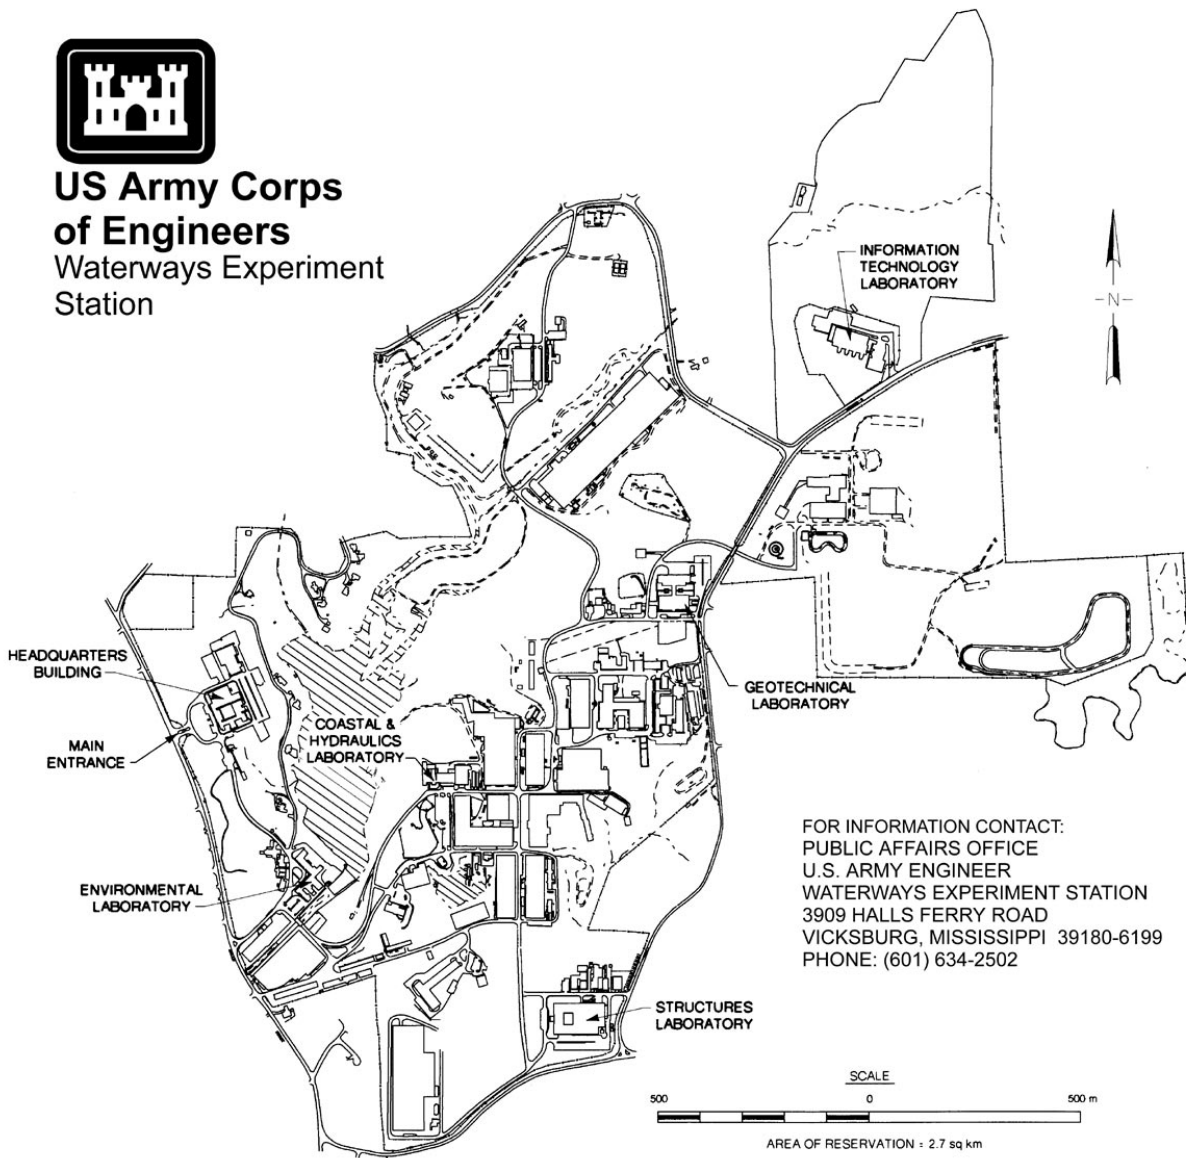 US Army Corps
of Engineers
Waterways Experiment
Station
INFORMATION
TECHNOLOGY
LABORATORY
N
HEADQUARTERS
BUILDING
MAIN
ENTRANCE
COASTAL &
HYDRAULICS
LABORATORY
GEOTECHNICAL
LABORATORY
ENVIRONMENTAL
LABORATORY
STRUCTURES
LABORATORY
FOR INFORMATION CONTACT:
PUBLIC AFFAIRS OFFICE
U.S. ARMY ENGINEER
WATERWAYS EXPERIMENT STATION
3909 HALLS FERRY ROAD
VICKSBURG, MISSISSIPPI 39180-6199
PHONE: (601) 634-2502
SCALE
500 0 500 m
AREA OF RESERVATION = 2.7 sq km